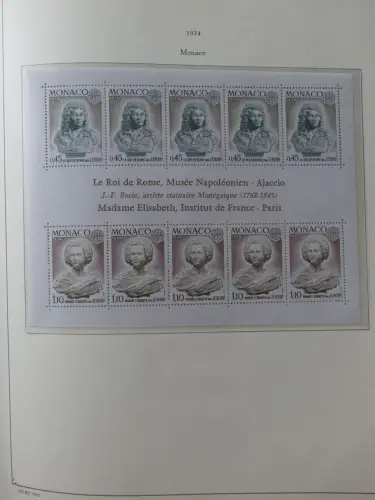 1974
Monaco
MONACO MONACO MONACO MONACO MONACO
0,45 0,45 0,45 0,45 0,45
Le Roi de Rome, Musée Napoléonien - Ajaccio
J.-F. Bosio, artiste statuaire Monégasque (1768-1845)
Madame Elisabeth, Institut de France - Paris
MONACO MONACO MONACO MONACO MONACO
1,10 1,10 1,10 1,10 1,10